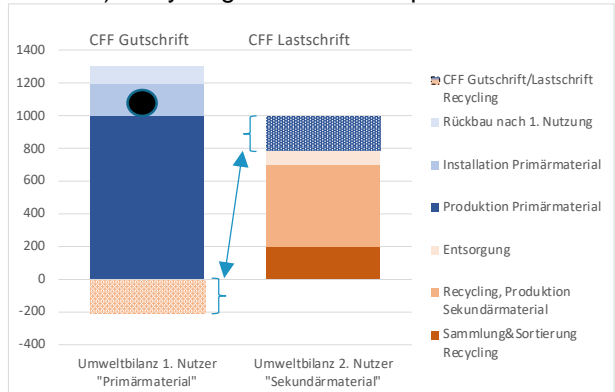 CFF Gutschrift CFF Lastschrift
1400
1200
1000
800
600
400
200
0
-200
-400
Umweltbilanz 1. Nutzer
"Primärmaterial"
Umweltbilanz 2. Nutzer
"Sekundärmaterial"
CFF Gutschrift/Lastschrift
Recycling
Rückbau nach 1. Nutzung
Installation Primärmaterial
Produktion Primärmaterial
Entsorgung
Recycling, Produktion
Sekundärmaterial
Sammlung&Sortierung
Recycling